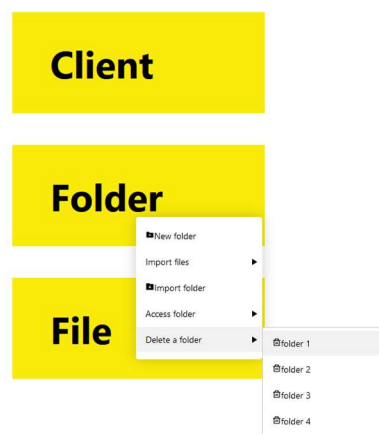 Client
Folder
New folder
Import files
Import folder
Access folder
File
Delete a folder
folder 1
folder 2
folder 3
folder 4